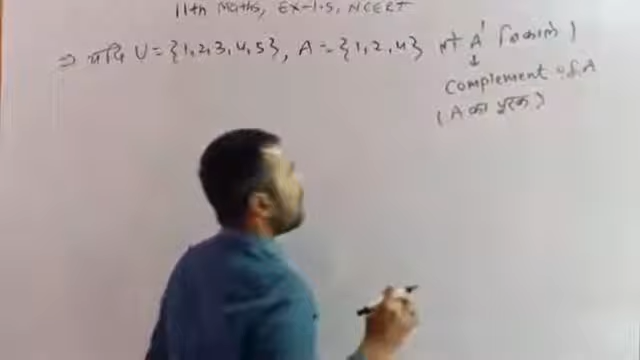 11th Maths, Ex-1.5, NCERT
⇒ यदि U = {1,2,3,4,5}, A = {1,2,4} तो A' निकालें।
↓
Complement of A
(A का पूरक)